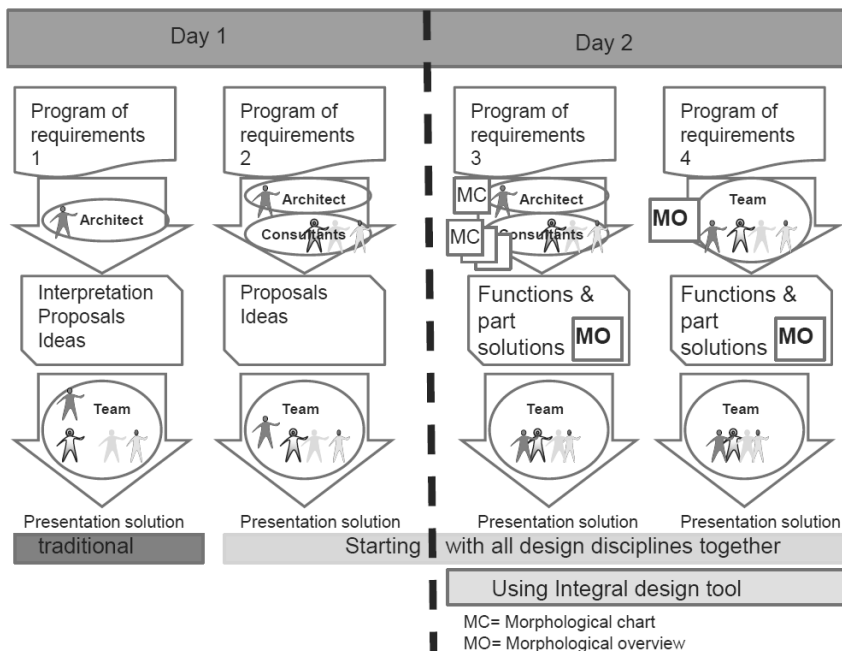 Day 1
Day 2
Program of
requirements
1
Program of
requirements
2
Program of
requirements
3
Program of
requirements
4
Architect
Architect
Consultants
MC
Architect
MC
Consultants
MO
Team
Interpretation
Proposals
Ideas
Proposals
Ideas
Functions &
part
solutions
MO
Functions &
part
solutions
MO
Team
Team
Team
Team
Presentation solution
Presentation solution
Presentation solution
Presentation solution
traditional
Starting with all design disciplines together
Using Integral design tool
MC= Morphological chart
MO= Morphological overview